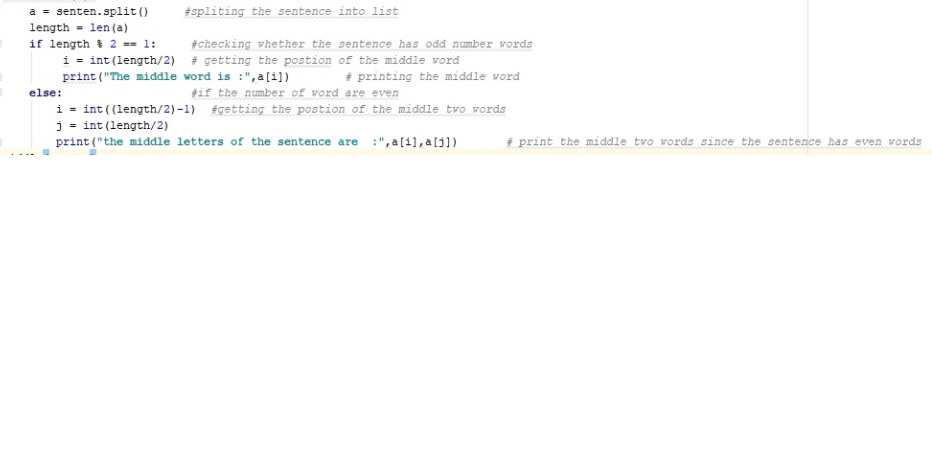 a = senten.split()     #spliting the sentence into list
length = len(a)
if length % 2 == 1:     #checking whether the sentence has odd number words
i = int(length/2)  # getting the postion of the middle word
print("The middle word is :",a[i])        # printing the middle word
else:                   #if the number of word are even
i = int((length/2)-1)  #getting the postion of the middle two words
j = int(length/2)
print("the middle letters of the sentence are  :",a[i],a[j])       # print the middle two words since the sentence has even words